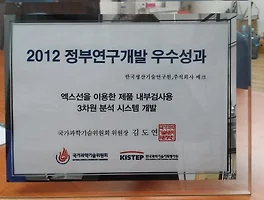 2012 정부연구개발 우수성과
한국생산기술연구원, 주식회사 쎄크
엑스선을 이용한 제품 내부검사용
3차원 분석 시스템 개발
국가과학기술위원회 위원장 김도연
국가과학기술위원회 KISTEP 한국과학기술기획평가원